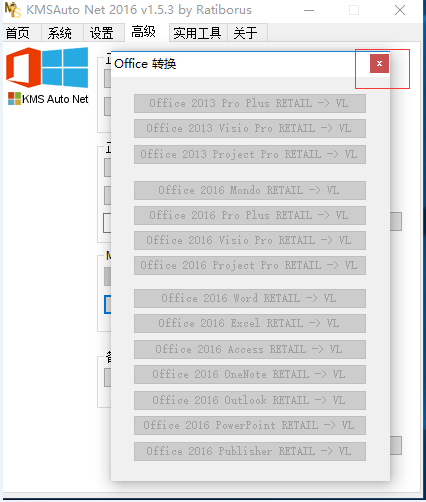 KMSAuto Net 2016 v1.5.3 by Ratiborus
首页 系统 设置 高级 实用工具 关于
KMS Auto Net
Office 转换
x
Office 2013 Pro Plus RETAIL -> VL
Office 2013 Visio Pro RETAIL -> VL
Office 2013 Project Pro RETAIL -> VL
Office 2016 Mondo RETAIL -> VL
Office 2016 Pro Plus RETAIL -> VL
Office 2016 Visio Pro RETAIL -> VL
Office 2016 Project Pro RETAIL -> VL
Office 2016 Word RETAIL -> VL
Office 2016 Excel RETAIL -> VL
Office 2016 Access RETAIL -> VL
Office 2016 OneNote RETAIL -> VL
Office 2016 Outlook RETAIL -> VL
Office 2016 PowerPoint RETAIL -> VL
Office 2016 Publisher RETAIL -> VL